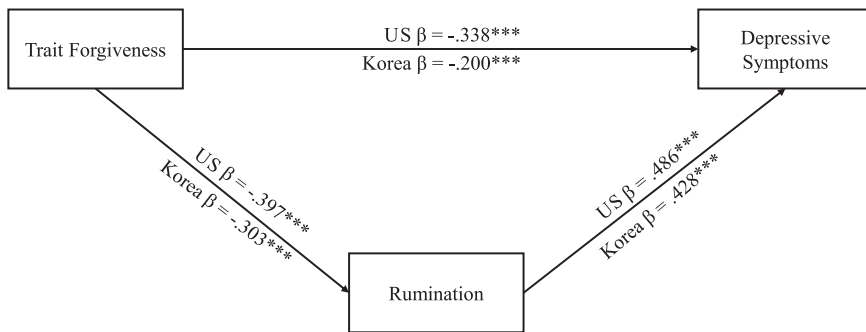 Trait Forgiveness
US β = -.338***
Korea β = -.200***
Depressive
Symptoms
US β = -.397***
Korea β = -.303***
US β = .486***
Korea β = .428***
Rumination